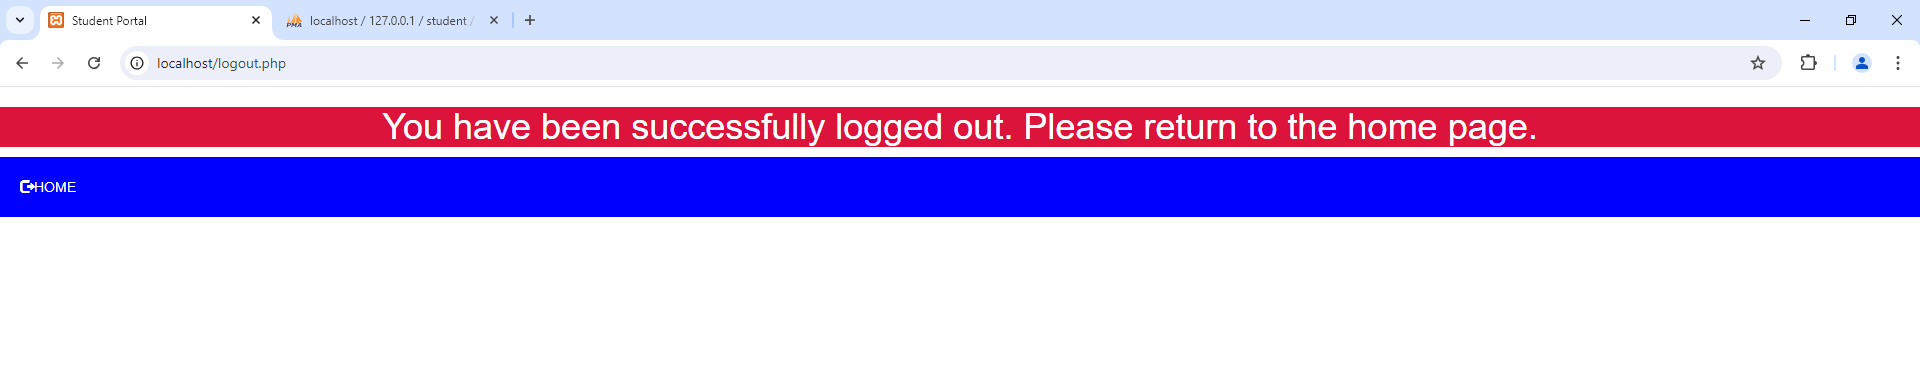 Student Portal
localhost / 127.0.0.1 / student /
localhost/logout.php
You have been successfully logged out. Please return to the home page.
HOME